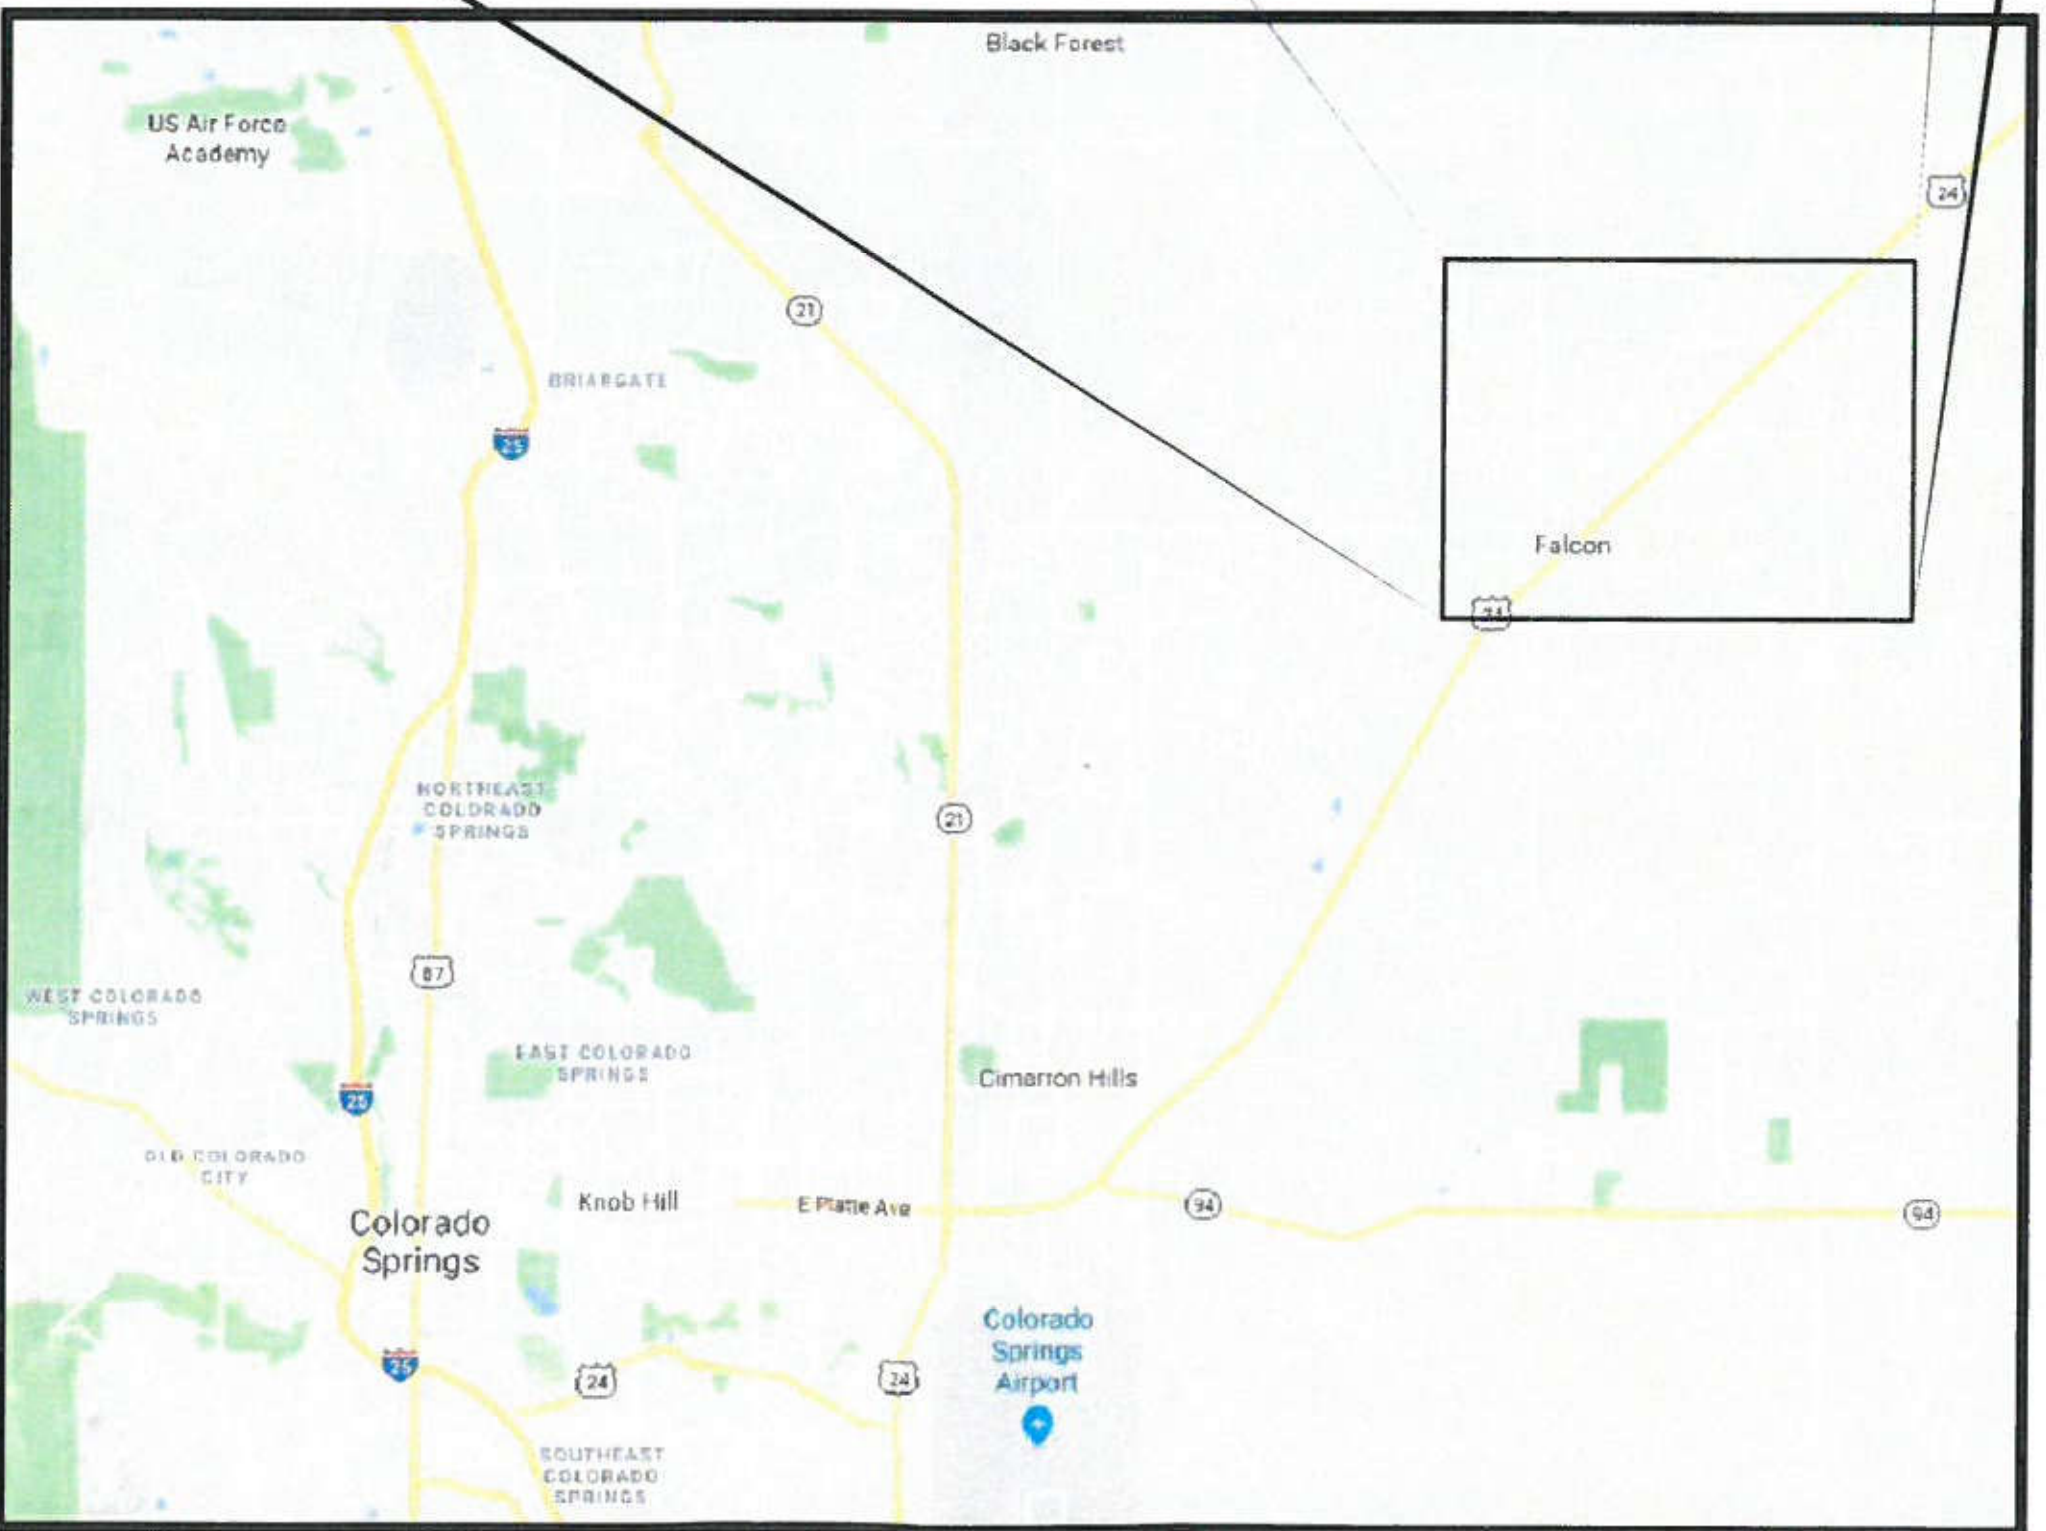 Black Forest
US Air Force
Academy
24
21
BRIARGATE
25
Falcon
24
NORTHEAST
COLORADO
SPRINGS
21
87
WEST COLORADO
SPRINGS
EAST COLORADO
SPRINGS
Cimarron Hills
25
OLD COLORADO
CITY
Knob Hill
E Platte Ave
94
94
Colorado
Springs
Colorado
Springs
Airport
25
24
24
SOUTHEAST
COLORADO
SPRINGS